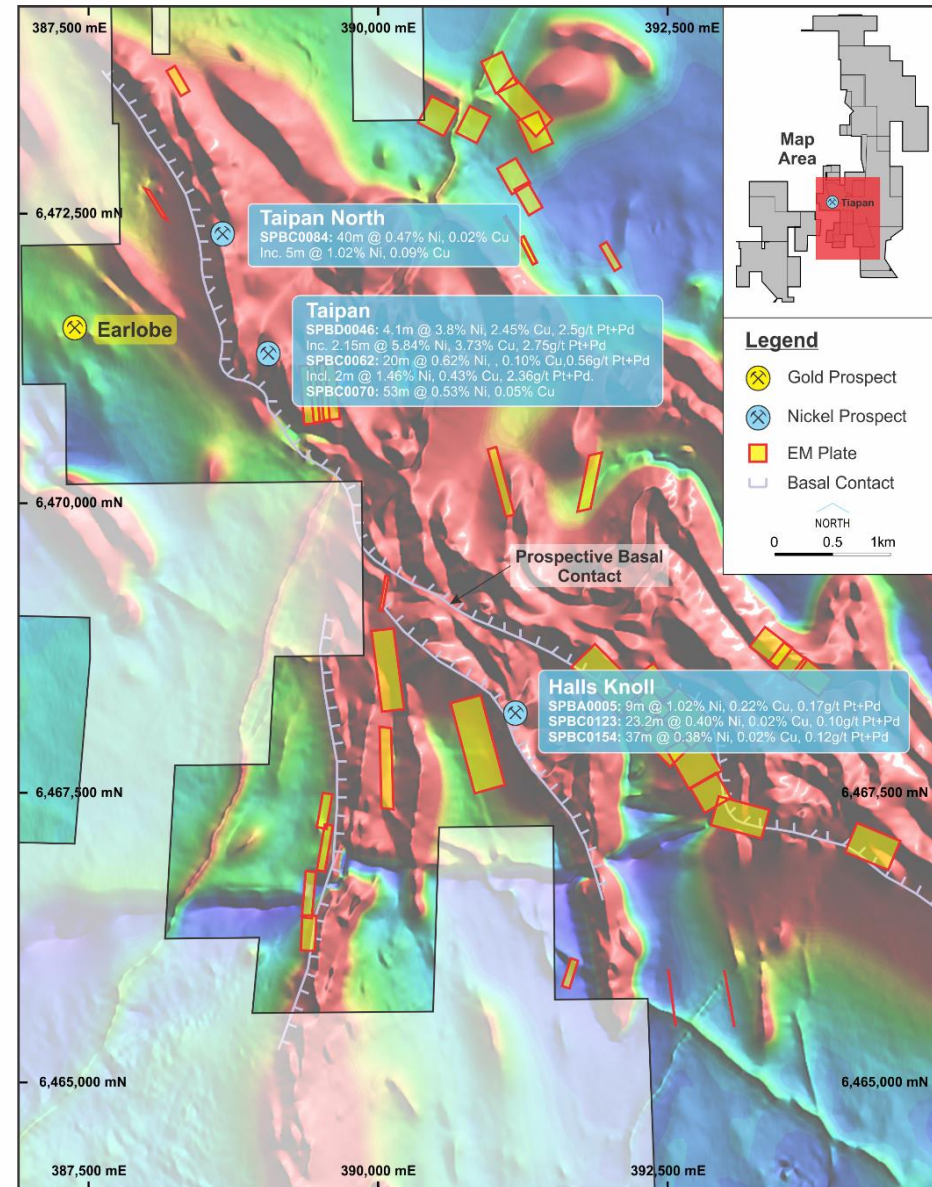 387,500 mE
390,000 mE
392,500 mE
Map
Area
Tiapan
6,472,500 mN
Taipan North
SPBC0084: 40m @ 0.47% Ni, 0.02% Cu
Inc. 5m @ 1.02% Ni, 0.09% Cu
Earlobe
Taipan
SPBD0046: 4.1m @ 3.8% Ni, 2.45% Cu, 2.5g/t Pt+Pd
Inc. 2.15m @ 5.84% Ni, 3.73% Cu, 2.75g/t Pt+Pd
SPBC0062: 20m @ 0.62% Ni, , 0.10% Cu,0.56g/t Pt+Pd
Incl. 2m @ 1.46% Ni, 0.43% Cu, 2.36g/t Pt+Pd.
SPBC0070: 53m @ 0.53% Ni, 0.05% Cu
Legend
Gold Prospect
Nickel Prospect
EM Plate
Basal Contact
NORTH
0 0.5 1km
6,470,000 mN
Prospective Basal
Contact
Halls Knoll
SPBA0005: 9m @ 1.02% Ni, 0.22% Cu, 0.17g/t Pt+Pd
SPBC0123: 23.2m @ 0.40% Ni, 0.02% Cu, 0.10g/t Pt+Pd
SPBC0154: 37m @ 0.38% Ni, 0.02% Cu, 0.12g/t Pt+Pd
6,467,500 mN
6,467,500 mN
6,465,000 mN
6,465,000 mN
387,500 mE
390,000 mE
392,500 mE